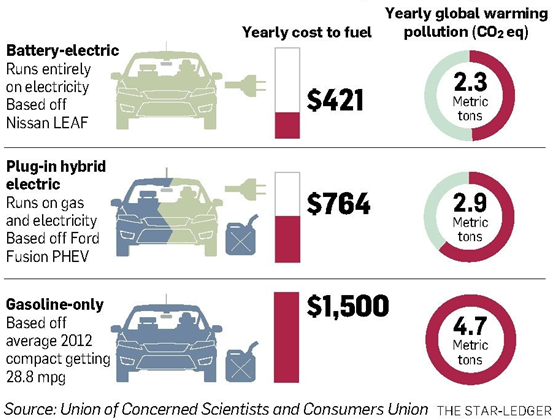 Yearly cost to fuel
Yearly global warming
pollution (CO2 eq)
Battery-electric
Runs entirely
on electricity
Based off
Nissan LEAF
$421
2.3
Metric
tons
Plug-in hybrid
electric
Runs on gas
and electricity
Based off Ford
Fusion PHEV
$764
2.9
Metric
tons
Gasoline-only
Based off
average 2012
compact getting
28.8 mpg
$1,500
4.7
Metric
tons
Source: Union of Concerned Scientists and Consumers Union THE STAR-LEDGER